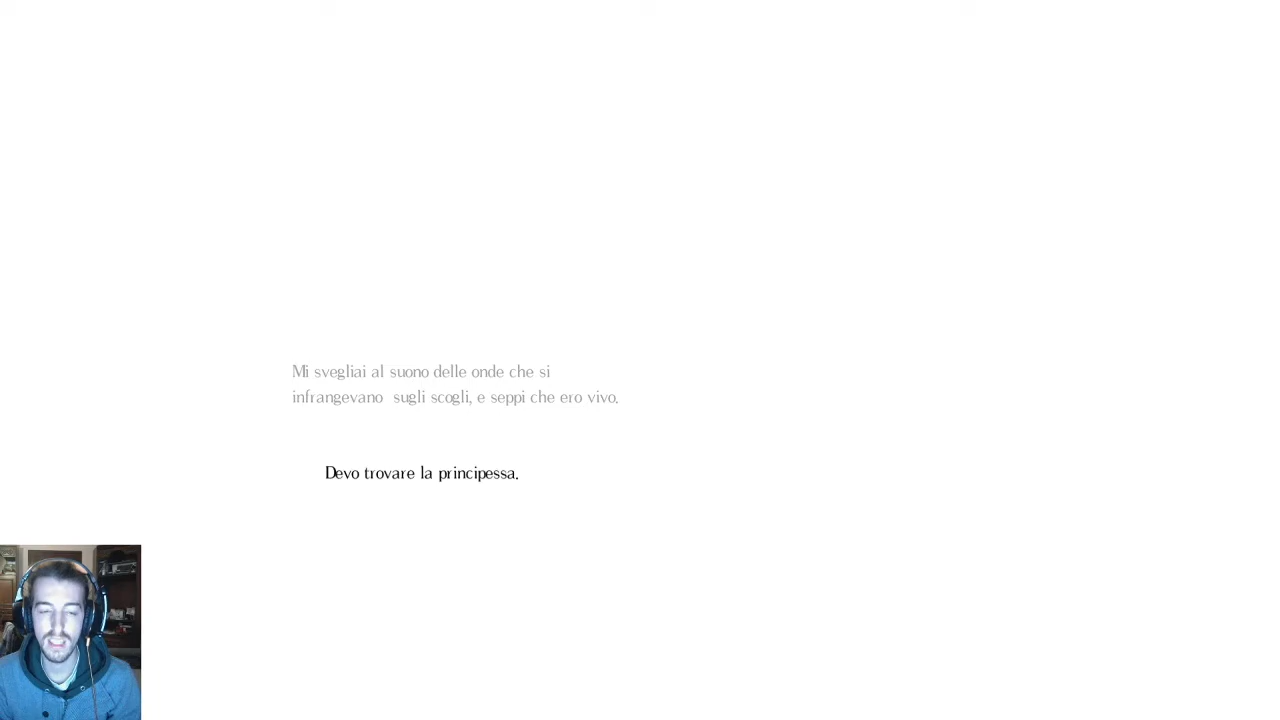 Mi svegliai al suono delle onde che si
infrangevano sugli scogli, e seppi che ero vivo.
Devo trovare la principessa.